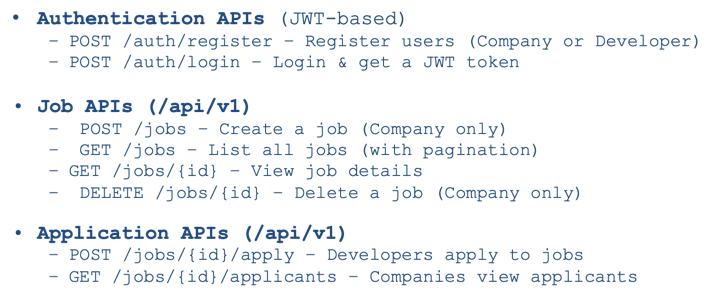 • Authentication APIs (JWT-based)
– POST /auth/register – Register users (Company or Developer)
– POST /auth/login – Login & get a JWT token
• Job APIs (/api/v1)
– POST /jobs – Create a job (Company only)
– GET /jobs – List all jobs (with pagination)
– GET /jobs/{id} – View job details
– DELETE /jobs/{id} – Delete a job (Company only)
• Application APIs (/api/v1)
– POST /jobs/{id}/apply – Developers apply to jobs
– GET /jobs/{id}/applicants – Companies view applicants